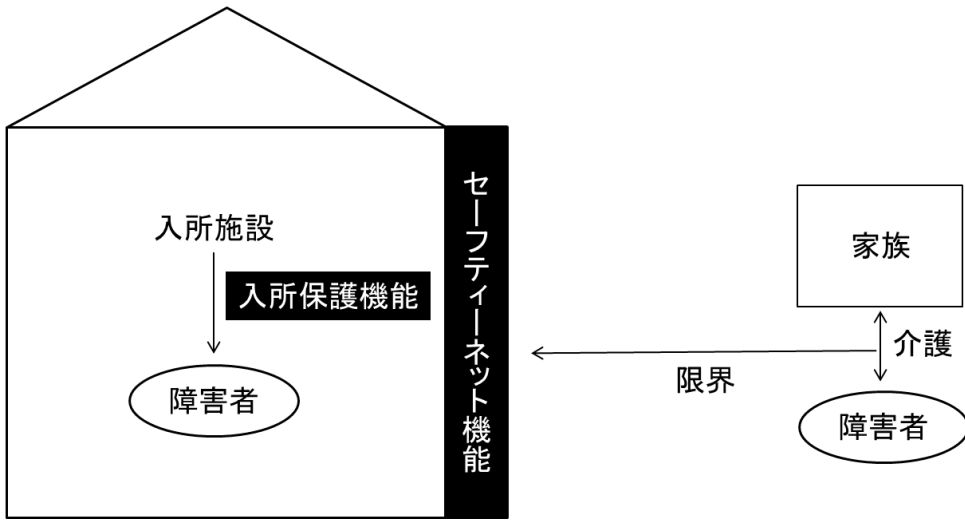 入所施設
入所保護機能
障害者
セーフティーネット機能
限界
家族
介護
障害者